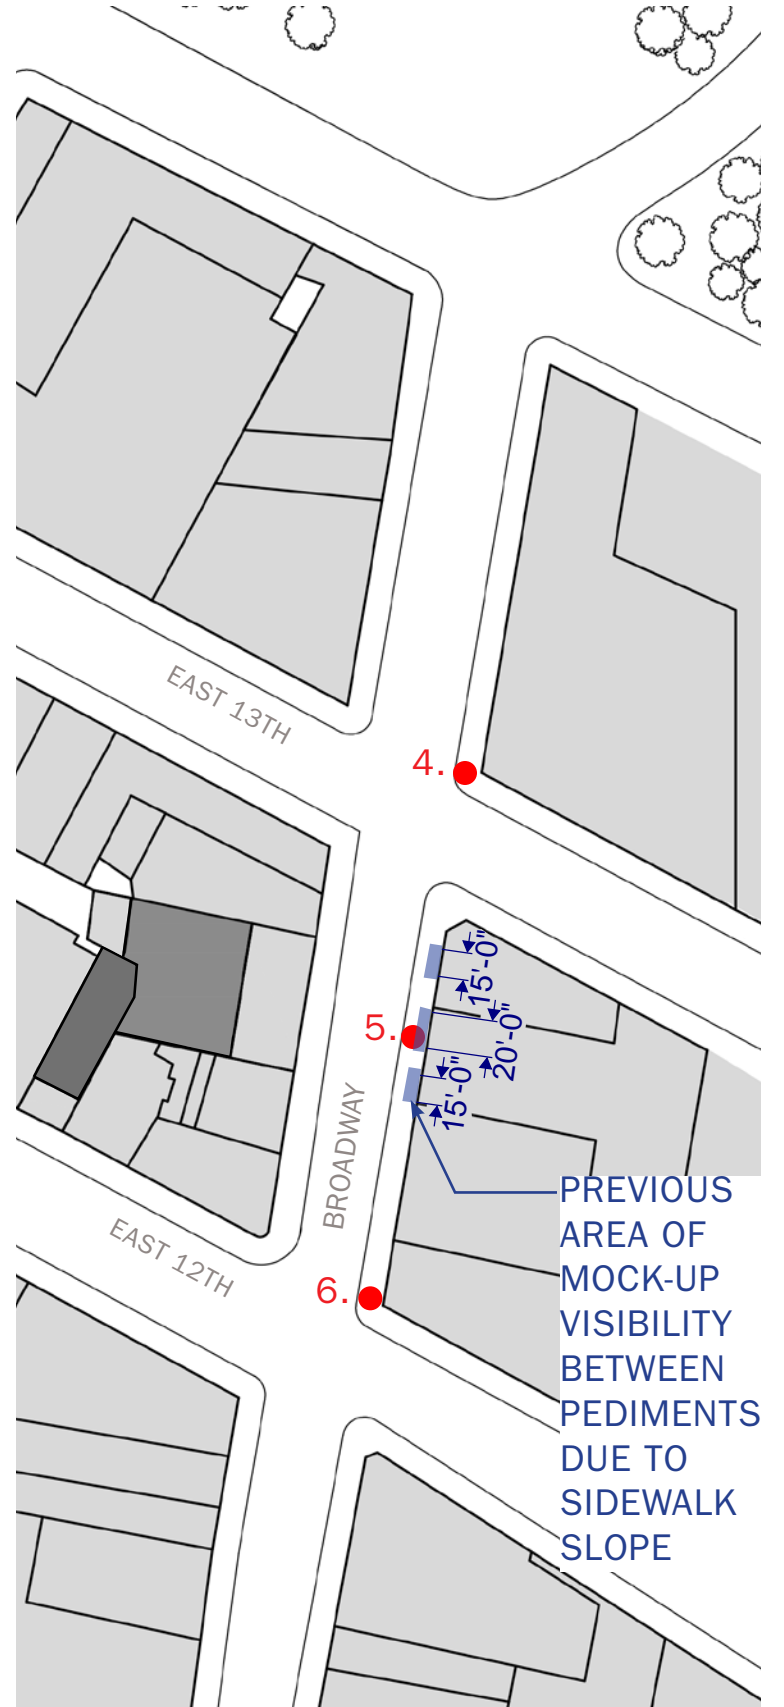 EAST 13TH
4.
15'-0"
5.
20'-0"
15'-0"
BROADWAY
PREVIOUS
AREA OF
MOCK-UP
VISIBILITY
BETWEEN
PEDIMENTS
DUE TO
SIDEWALK
SLOPE
EAST 12TH
6.